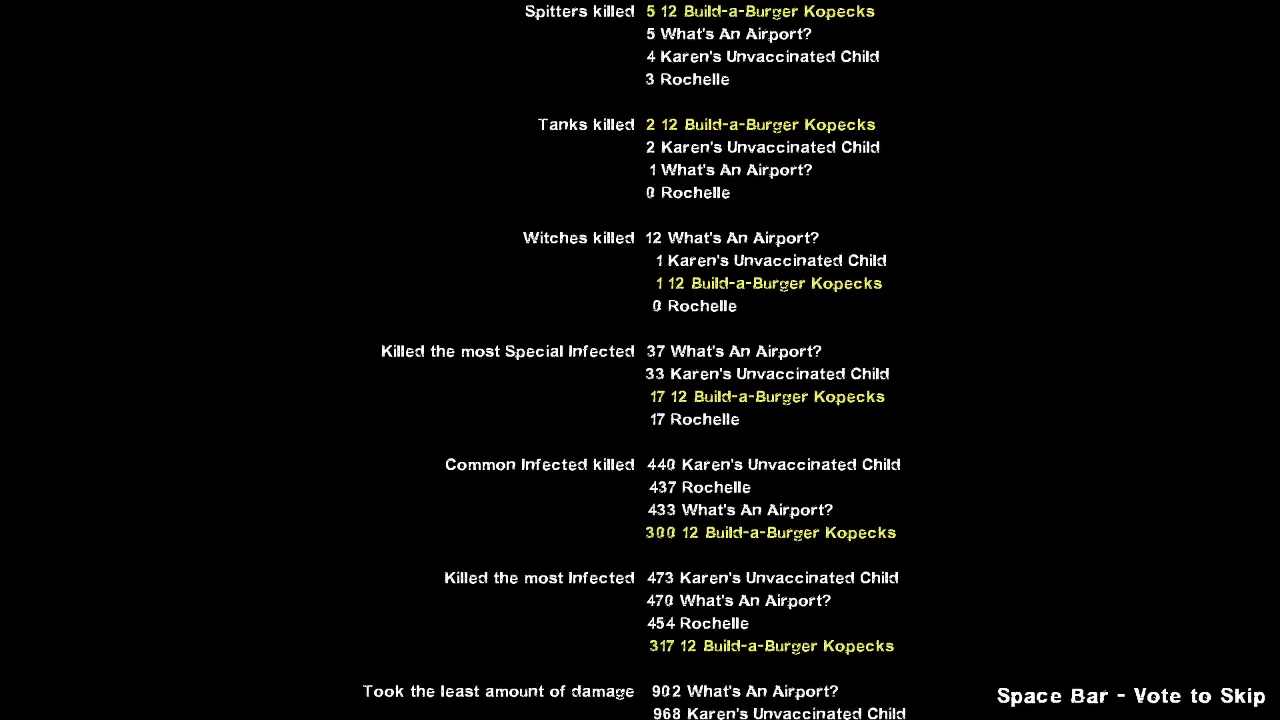 Spitters killed 5 12 Build-a-Burger Kopecks
5 What's An Airport?
4 Karen's Unvaccinated Child
3 Rochelle
Tanks killed 2 12 Build-a-Burger Kopecks
2 Karen's Unvaccinated Child
1 What's An Airport?
0 Rochelle
Witches killed 12 What's An Airport?
1 Karen's Unvaccinated Child
1 12 Build-a-Burger Kopecks
0 Rochelle
Killed the most Special Infected 37 What's An Airport?
33 Karen's Unvaccinated Child
17 12 Build-a-Burger Kopecks
17 Rochelle
Common Infected killed 440 Karen's Unvaccinated Child
437 Rochelle
433 What's An Airport?
300 12 Build-a-Burger Kopecks
Killed the most Infected 473 Karen's Unvaccinated Child
470 What's An Airport?
454 Rochelle
317 12 Build-a-Burger Kopecks
Took the least amount of damage 902 What's An Airport?
968 Karen's Unvaccinated Child
Space Bar - Vote to Skip